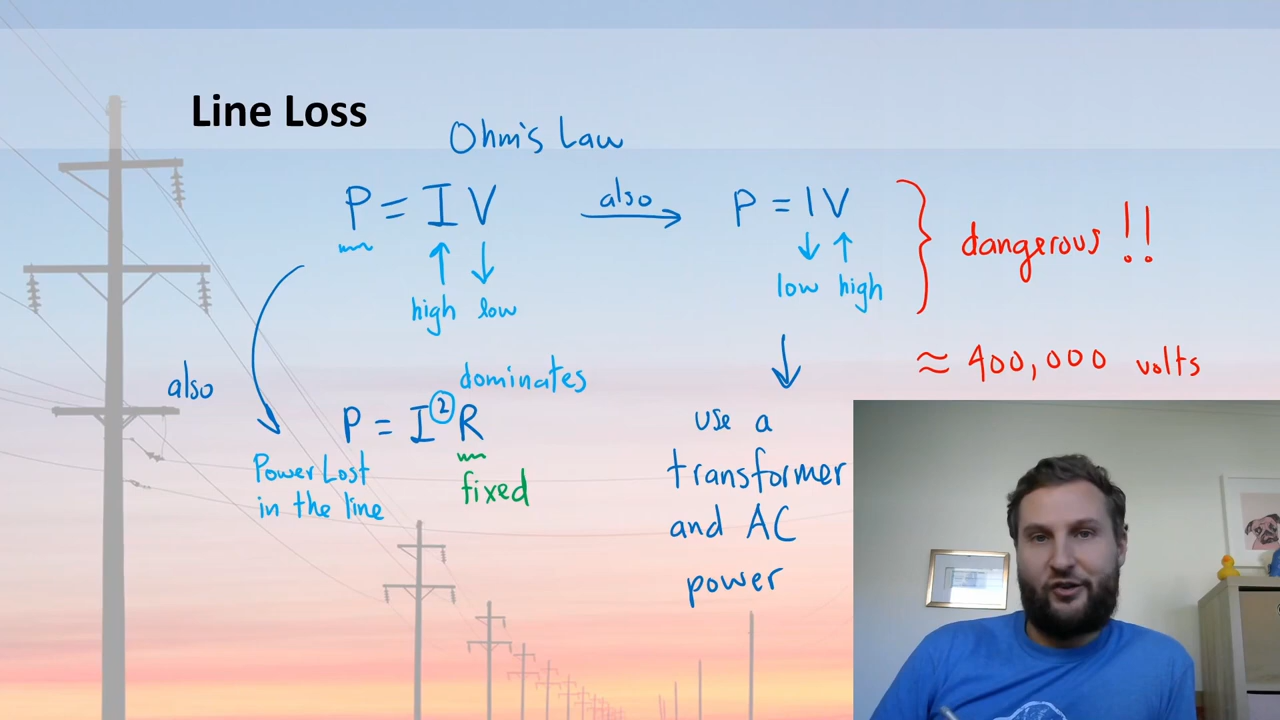 Line Loss
Ohm's Law
P = I V
also
P = IV
high low
low high
dangerous !!
≈ 400,000 volts
also
dominates
P = I²R
fixed
Power Lost
in the line
use a
transformer
and AC
power